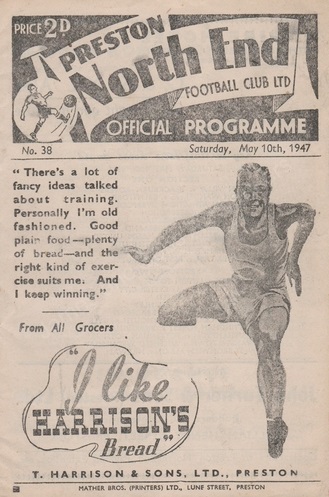 PRICE 2D
PRESTON
North End
FOOTBALL CLUB LTD
OFFICIAL PROGRAMME
No. 38
Saturday, May 10th, 1947
“There's a lot of
fancy ideas talked
about training.
Personally I'm old
fashioned. Good
plain food—plenty
of bread—and the
right kind of exer-
cise suits me. And
I keep winning.”
From All Grocers
“I like
HARRISON'S
Bread”
T. HARRISON & SONS, LTD., PRESTON
MATHER BROS. (PRINTERS) LTD., LUNE STREET, PRESTON